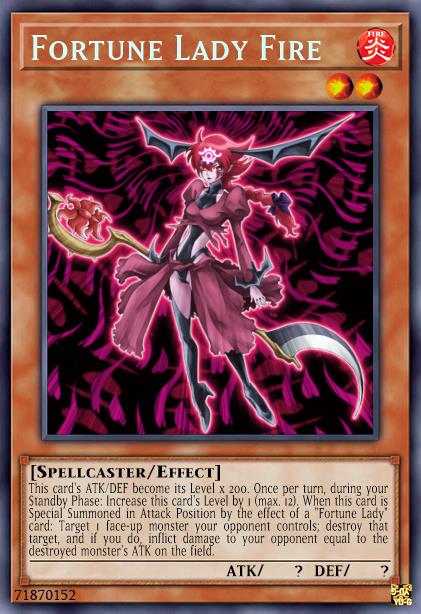 FORTUNE LADY FIRE
FIRE
炎
[SPELLCASTER/EFFECT]
This card's ATK/DEF become its Level x 200. Once per turn, during your
Standby Phase: Increase this card's Level by 1 (max. 12). When this card is
Special Summoned in Attack Position by the effect of a "Fortune Lady"
card: Target 1 face-up monster your opponent controls; destroy that
target, and if you do, inflict damage to your opponent equal to the
destroyed monster's ATK on the field.
ATK/ ? DEF/ ?
71870152